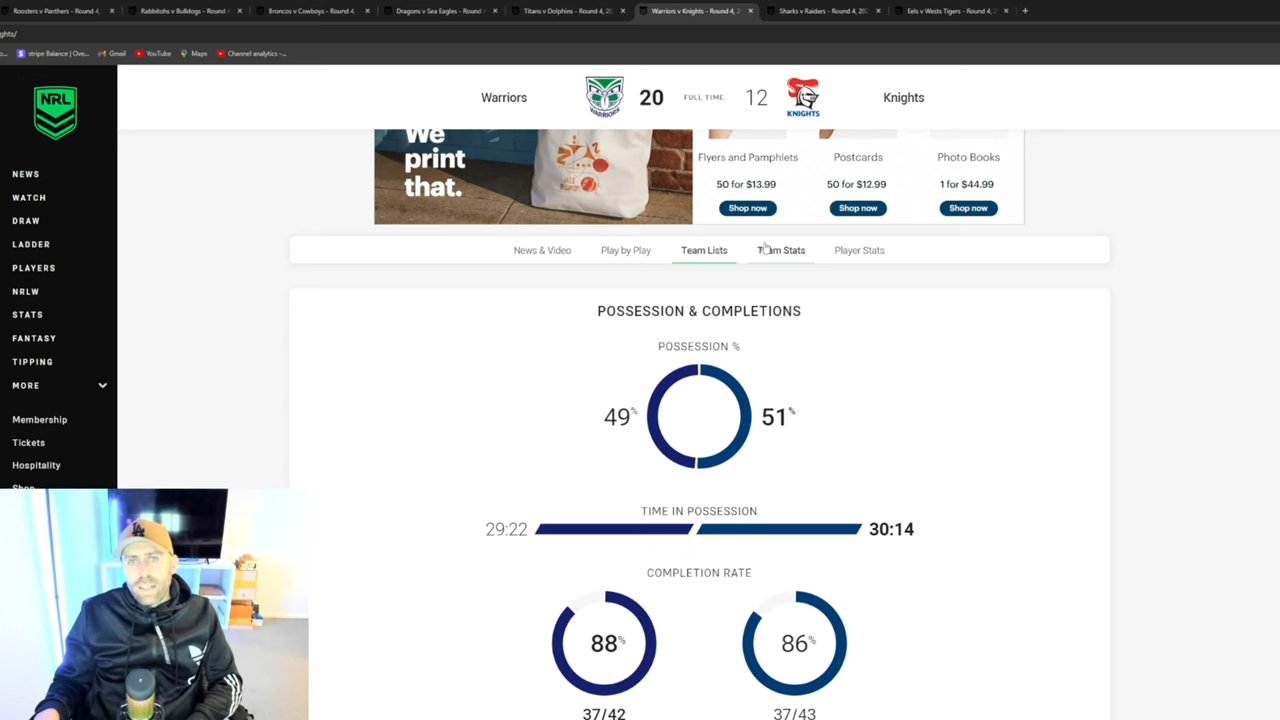 Roosters v Panthers - Round 4,
Rabbitohs v Bulldogs - Round
Broncos v Cowboys - Round 4,
Dragons v Sea Eagles - Round
Titans v Dolphins - Round 4, 20
Warriors v Knights - Round 4, 2
Sharks v Raiders - Round 4, 202
Eels v Wests Tigers - Round 4, 2
ghts/
stripe Balance | Ove...
Gmail
YouTube
Maps
Channel analytics -...
NRL
Warriors
WARRIORS
20
FULL TIME
12
KNIGHTS
Knights
We
print
that.
Flyers and Pamphlets
50 for $13.99
Shop now
Postcards
50 for $12.99
Shop now
Photo Books
1 for $44.99
Shop now
NEWS
WATCH
DRAW
LADDER
PLAYERS
NRLW
STATS
FANTASY
TIPPING
MORE
Membership
Tickets
Hospitality
Shop
News & Video
Play by Play
Team Lists
Team Stats
Player Stats
POSSESSION & COMPLETIONS
POSSESSION %
49%
51%
TIME IN POSSESSION
29:22
30:14
COMPLETION RATE
88%
86%
37/42
37/43